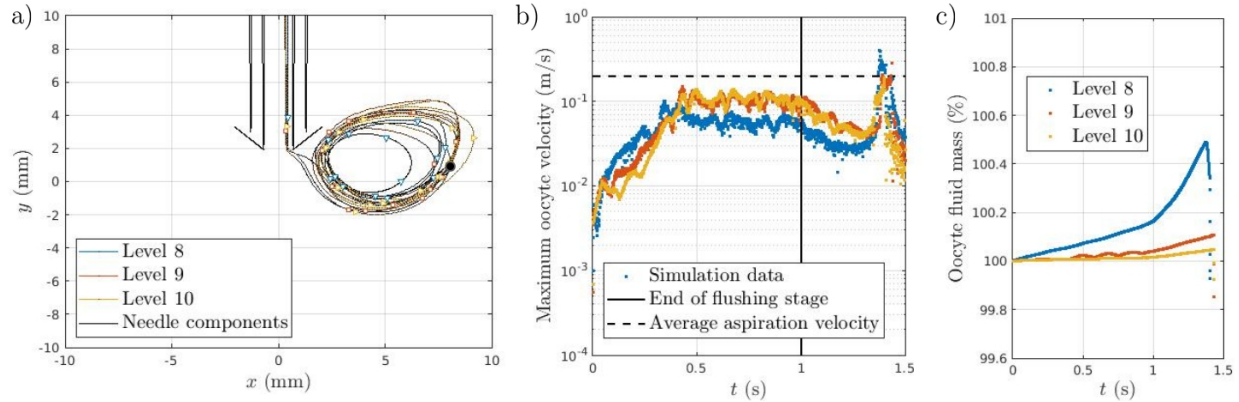 a)
10
8
6
4
2
0
-2
-4
-6
-8
-10
y (mm)
-10
-5
0
5
10
x (mm)
Level 8
Level 9
Level 10
Needle components
b)
10^0
10^-1
10^-2
10^-3
10^-4
Maximum oocyte velocity (m/s)
0
0.5
1
1.5
t (s)
Simulation data
End of flushing stage
Average aspiration velocity
c)
101
100.8
100.6
100.4
100.2
100
99.8
99.6
Oocyte fluid mass (%)
0
0.5
1
1.5
t (s)
Level 8
Level 9
Level 10